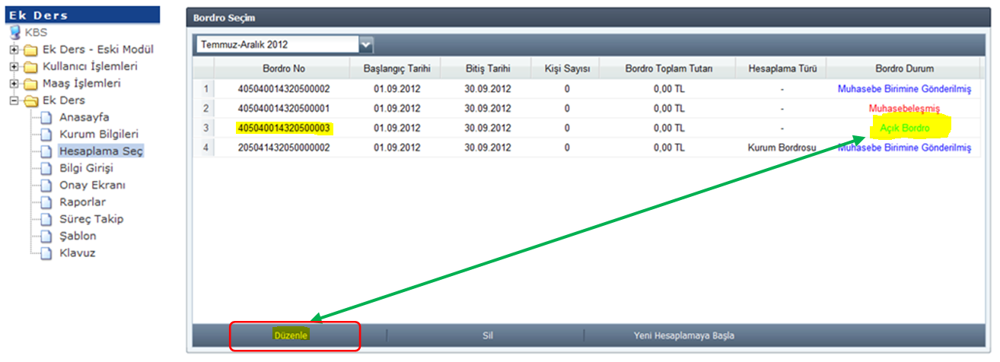 Ek Ders
KBS
Ek Ders - Eski Modül
Kullanıcı İşlemleri
Maaş İşlemleri
Ek Ders
Anasayfa
Kurum Bilgileri
Hesaplama Seç
Bilgi Girişi
Onay Ekranı
Raporlar
Süreç Takip
Şablon
Klavuz
Bordro Seçim
Temmuz-Aralık 2012
Bordro No Başlangıç Tarihi Bitiş Tarihi Kişi Sayısı Bordro Toplam Tutarı Hesaplama Türü Bordro Durum
1 405040014320500002 01.09.2012 30.09.2012 0 0,00 TL - Muhasebe Birimine Gönderilmiş
2 405040014320500001 01.09.2012 30.09.2012 0 0,00 TL - Muhasebeleşmiş
3 405040014320500003 01.09.2012 30.09.2012 0 0,00 TL - Açık Bordro
4 205041432050000002 01.09.2012 30.09.2012 0 0,00 TL Kurum Bordrosu Muhasebe Birimine Gönderilmiş
Düzenle Sil Yeni Hesaplamaya Başla